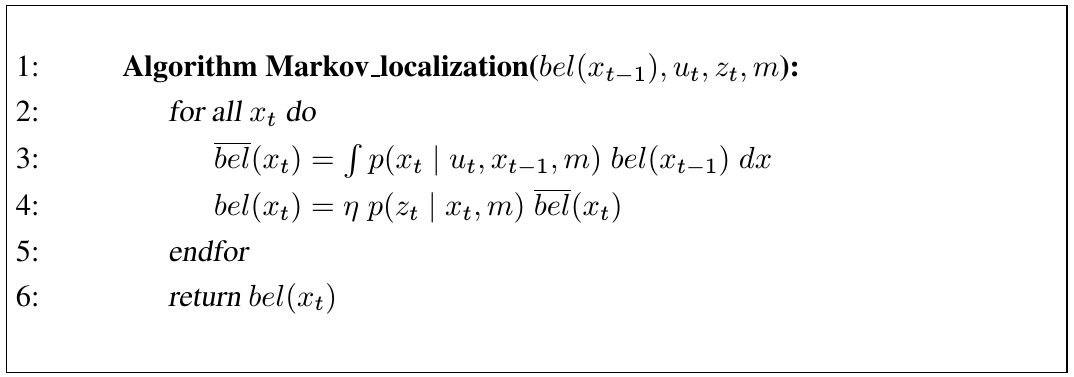 1: Algorithm Markov_localization(bel(x_{t−1}), u_t, z_t, m):
2: for all x_t do
3: \overline{bel}(x_t) = ∫ p(x_t | u_t, x_{t−1}, m) bel(x_{t−1}) dx
4: bel(x_t) = η p(z_t | x_t, m) \overline{bel}(x_t)
5: endfor
6: return bel(x_t)